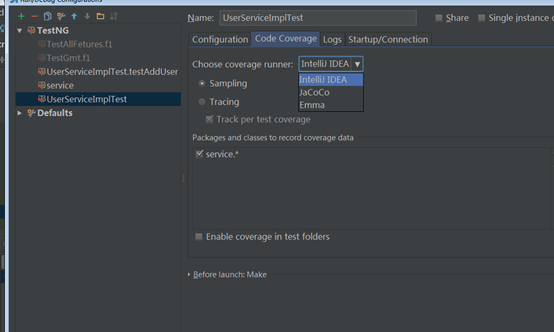 Run/Debug Configurations
Name: UserServiceImplTest
Share
Single instance o
TestNG
TestAllFetures.f1
TestGmt.f1
UserServiceImplTest.testAddUser
service
UserServiceImplTest
Defaults
Configuration
Code Coverage
Logs
Startup/Connection
Choose coverage runner: IntelliJ IDEA
IntelliJ IDEA
JaCoCo
Emma
Sampling
Tracing
Track per test coverage
Packages and classes to record coverage data
service.*
Enable coverage in test folders
Before launch: Make